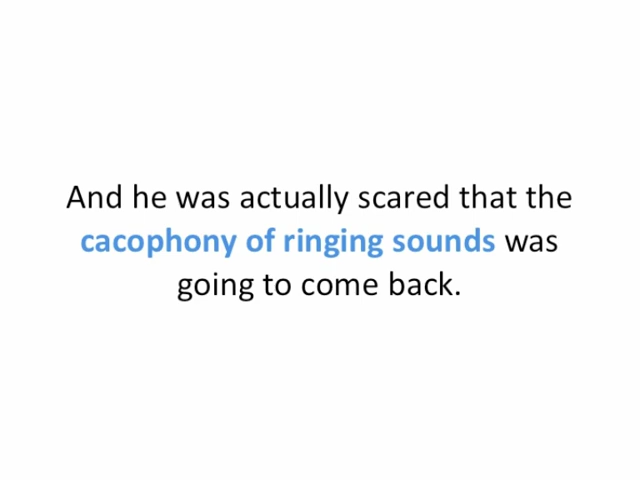 And he was actually scared that the
cacophony of ringing sounds was
going to come back.